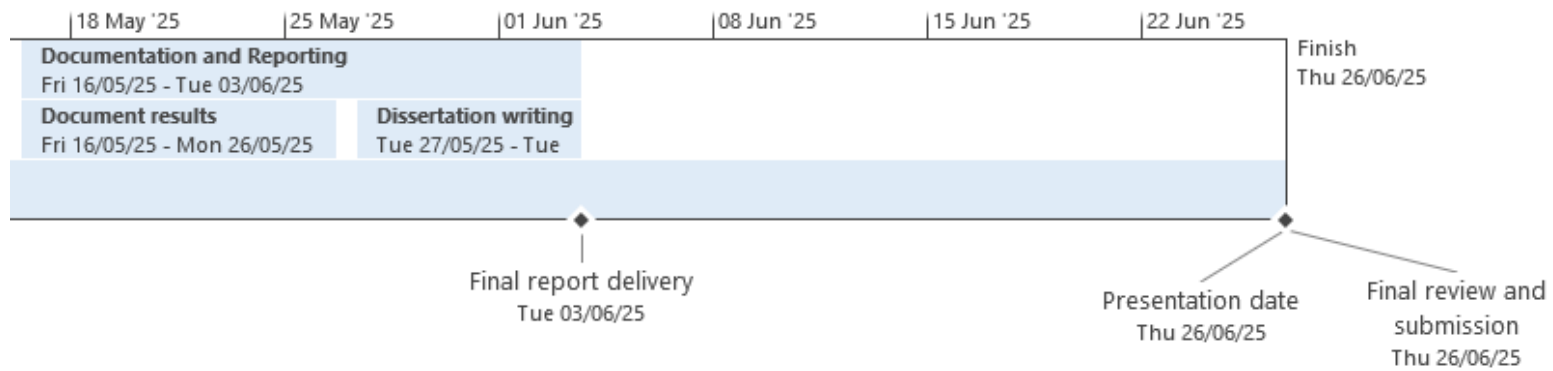 18 May '25
25 May '25
01 Jun '25
08 Jun '25
15 Jun '25
22 Jun '25
Documentation and Reporting
Fri 16/05/25 - Tue 03/06/25
Finish
Thu 26/06/25
Document results
Fri 16/05/25 - Mon 26/05/25
Dissertation writing
Tue 27/05/25 - Tue
Final report delivery
Tue 03/06/25
Presentation date
Thu 26/06/25
Final review and
submission
Thu 26/06/25